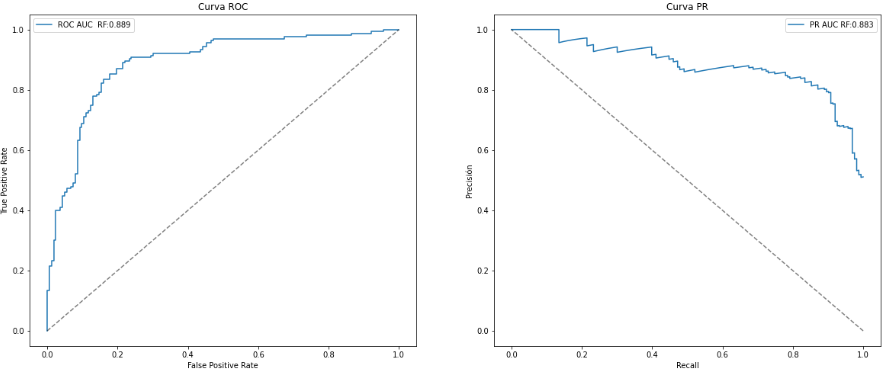 Curva ROC
ROC AUC RF:0.889
True Positive Rate
1.0
0.8
0.6
0.4
0.2
0.0
0.0 0.2 0.4 0.6 0.8 1.0
False Positive Rate
Curva PR
PR AUC RF:0.883
Precisión
1.0
0.8
0.6
0.4
0.2
0.0
0.0 0.2 0.4 0.6 0.8 1.0
Recall